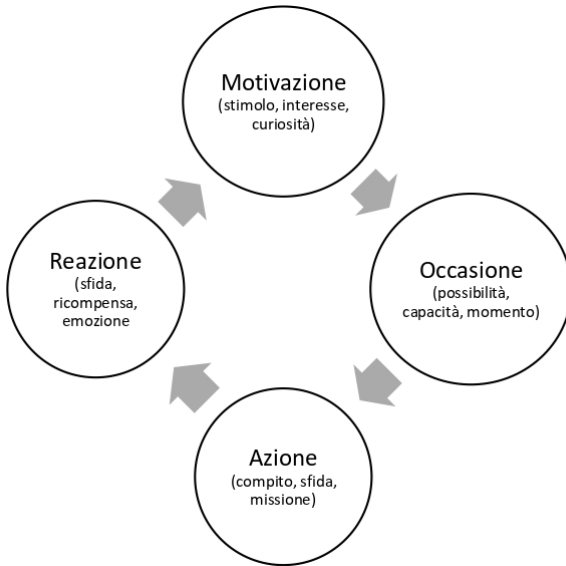 Motivazione
(stimolo, interesse,
curiosità)
Occasione
(possibilità,
capacità, momento)
Azione
(compito, sfida,
missione)
Reazione
(sfida,
ricompensa,
emozione